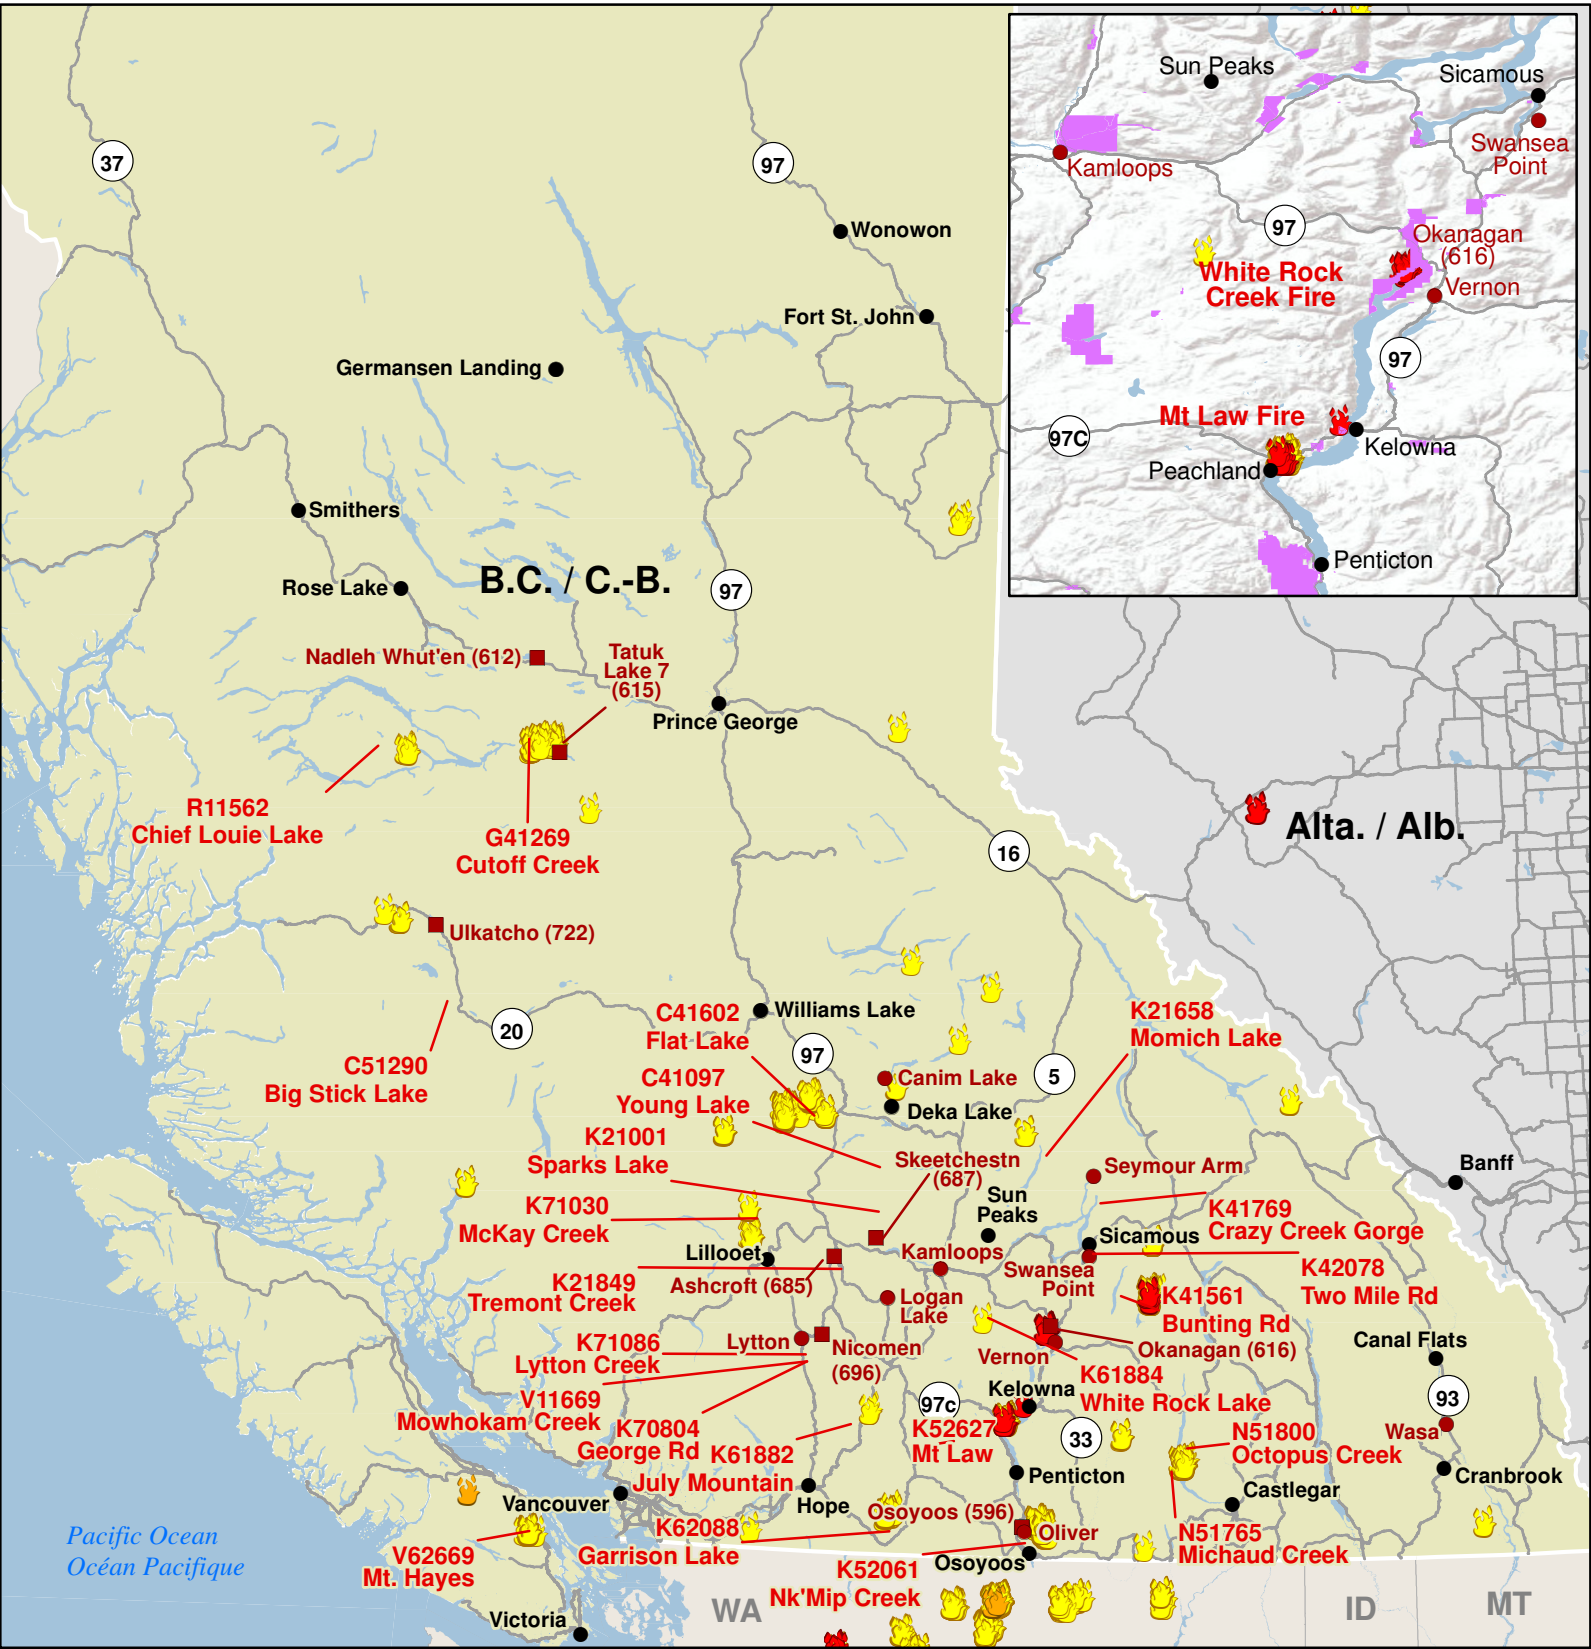 Sun Peaks
Sicamous
Swansea
Point
Kamloops
97
Okanagan
(616)
White Rock
Creek Fire
Vernon
97
Mt Law Fire
97C
Kelowna
Peachland
Penticton
37
97
Wonowon
Fort St. John
Germansen Landing
Smithers
B.C. / C.-B.
Rose Lake
97
Nadleh Whut'en (612)
Tatuk
Lake 7
(615)
Prince George
R11562
Chief Louie Lake
G41269
Cutoff Creek
16
Alta. / Alb.
Ulkatcho (722)
20
C51290
Big Stick Lake
Williams Lake
C41602
Flat Lake
97
K21658
Momich Lake
5
C41097
Young Lake
Canim Lake
Deka Lake
K21001
Sparks Lake
Skeetchestn
(687)
Seymour Arm
Banff
Sun
Peaks
K71030
McKay Creek
K41769
Crazy Creek Gorge
Lillooet
Sicamous
Kamloops
Swansea
Point
K42078
Two Mile Rd
K21849
Tremont Creek
Ashcroft (685)
Logan
Lake
K41561
Bunting Rd
K71086
Lytton Creek
Lytton
Nicomen
(696)
Vernon
Okanagan (616)
Canal Flats
K61884
White Rock Lake
V11669
Mowhokam Creek
Kelowna
97c
93
K70804
George Rd
K61882
July Mountain
K52627
Mt Law
33
N51800
Octopus Creek
Wasa
Cranbrook
Penticton
Castlegar
Hope
Vancouver
Pacific Ocean
Océan Pacifique
V62669
Mt. Hayes
K62088
Garrison Lake
Osoyoos (596)
Oliver
N51765
Michaud Creek
Osoyoos
K52061
Nk'Mip Creek
Victoria
WA
ID
MT